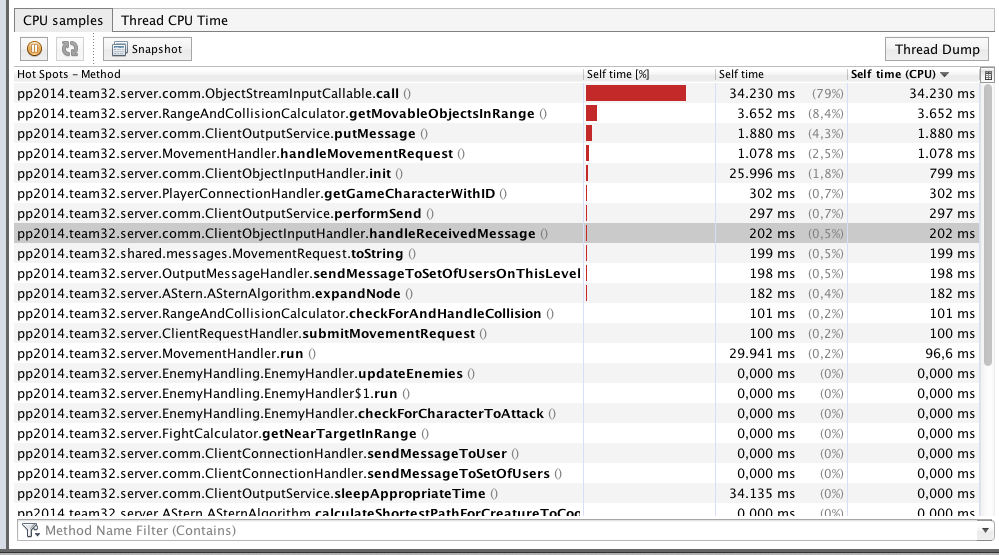 CPU samples Thread CPU Time
Snapshot Thread Dump
Hot Spots – Method Self time [%] Self time Self time (CPU)
pp2014.team32.server.comm.ObjectStreamInputCallable.call () 34.230 ms (79%) 34.230 ms
pp2014.team32.server.RangeAndCollisionCalculator.getMovableObjectsInRange () 3.652 ms (8,4%) 3.652 ms
pp2014.team32.server.comm.ClientOutputService.putMessage () 1.880 ms (4,3%) 1.880 ms
pp2014.team32.server.MovementHandler.handleMovementRequest () 1.078 ms (2,5%) 1.078 ms
pp2014.team32.server.comm.ClientObjectInputHandler.init () 25.996 ms (1,8%) 799 ms
pp2014.team32.server.PlayerConnectionHandler.getGameCharacterWithID () 302 ms (0,7%) 302 ms
pp2014.team32.server.comm.ClientOutputService.performSend () 297 ms (0,7%) 297 ms
pp2014.team32.server.comm.ClientObjectInputHandler.handleReceivedMessage () 202 ms (0,5%) 202 ms
pp2014.team32.shared.messages.MovementRequest.toString () 199 ms (0,5%) 199 ms
pp2014.team32.server.OutputMessageHandler.sendMessageToSetOfUsersOnThisLevel 198 ms (0,5%) 198 ms
pp2014.team32.server.AStern.ASternAlgorithm.expandNode () 182 ms (0,4%) 182 ms
pp2014.team32.server.RangeAndCollisionCalculator.checkForAndHandleCollision () 101 ms (0,2%) 101 ms
pp2014.team32.server.ClientRequestHandler.submitMovementRequest () 100 ms (0,2%) 100 ms
pp2014.team32.server.MovementHandler.run () 29.941 ms (0,2%) 96,6 ms
pp2014.team32.server.EnemyHandling.EnemyHandler.updateEnemies () 0,000 ms (0%) 0,000 ms
pp2014.team32.server.EnemyHandling.EnemyHandler$1.run () 0,000 ms (0%) 0,000 ms
pp2014.team32.server.EnemyHandling.EnemyHandler.checkForCharacterToAttack () 0,000 ms (0%) 0,000 ms
pp2014.team32.server.FightCalculator.getNearTargetInRange () 0,000 ms (0%) 0,000 ms
pp2014.team32.server.comm.ClientConnectionHandler.sendMessageToUser () 0,000 ms (0%) 0,000 ms
pp2014.team32.server.comm.ClientConnectionHandler.sendMessageToSetOfUsers () 0,000 ms (0%) 0,000 ms
pp2014.team32.server.comm.ClientOutputService.sleepAppropriateTime () 34.135 ms (0%) 0,000 ms
pp2014.team32.server.AStern.ASternAlgorithm.calculateShortestPathForCreatureToCoo 0,000 ms (0%) 0,000 ms
Method Name Filter (Contains)